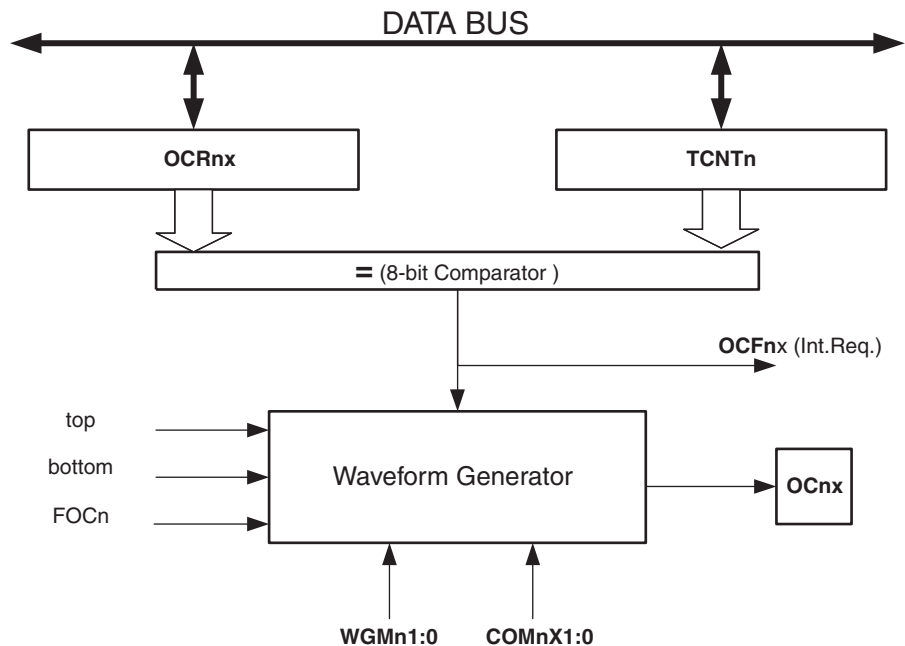 DATA BUS
OCRnx
TCNTn
= (8-bit Comparator )
OCFnx (Int.Req.)
top
bottom
FOCn
Waveform Generator
OCnx
WGMn1:0
COMnX1:0